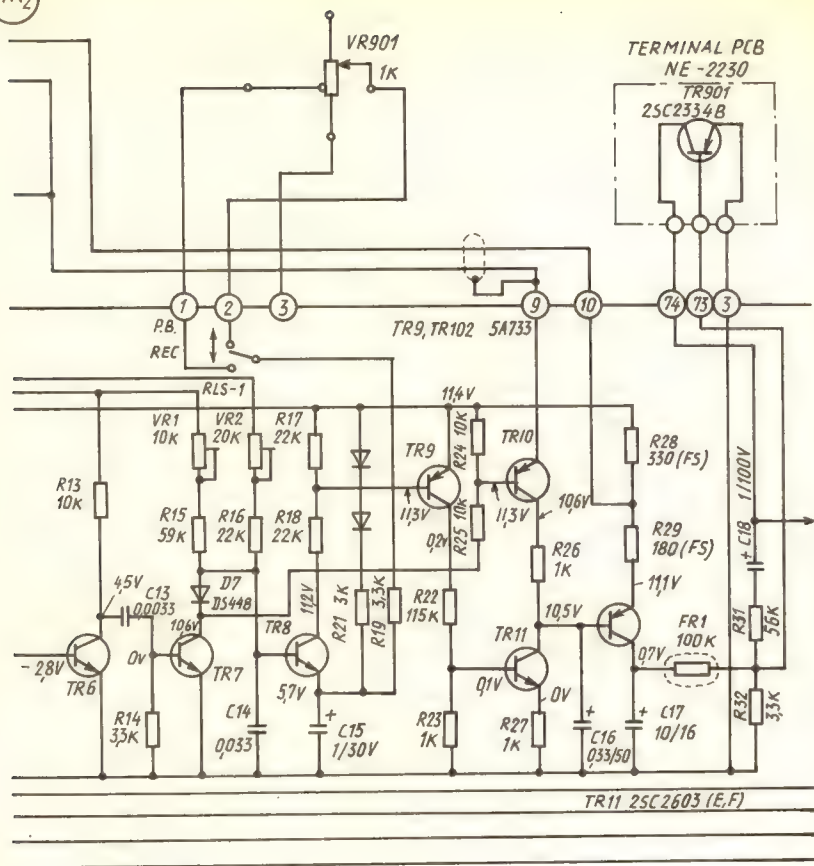 VR901
1K
TERMINAL PCB
NE-2230
TR901
2SC2334B
1
2
3
9
10
74
73
3
P.B.
REC
RLS-1
TR9, TR102 SA733
11,4V
VR1
10K
VR2
20K
R17
22K
TR9
R24 10K
TR10
R28
330 (FS)
1/100V
R13
10K
R15
59K
R16
22K
R18
22K
11,3V
0,2V
R25 10K
11,3V
10,6V
R29
180 (FS)
+ C18
4,5V
C13
0,0033
D7
DS448
11,2V
R21 3K
R19 3,3K
R22
115K
R26
1K
11,1V
10,6V
TR8
10,5V
FR1
100K
R31 56K
-2,8V
TR6
0V
TR7
5,7V
TR11
0,1V
0V
0,7V
R14
3,3K
C14
0,033
+
C15
1/30V
R23
1K
R27
1K
+
C16
,033/50
+
C17
10/16
R32 3,3K
TR11 2SC2603 (E,F)